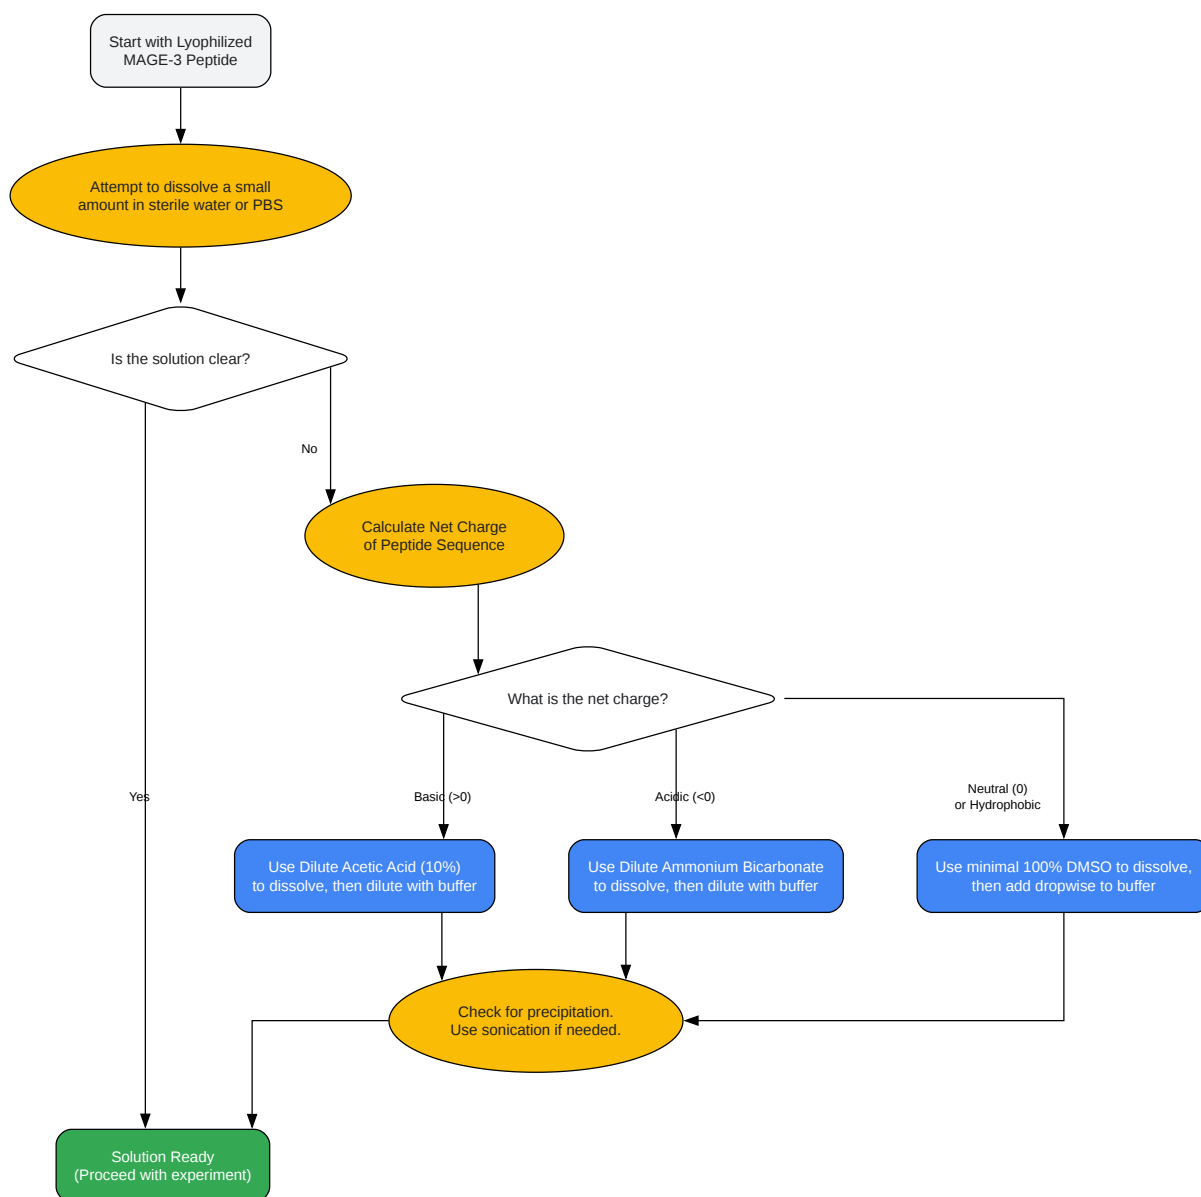 Start with Lyophilized
MAGE-3 Peptide
Attempt to dissolve a small
amount in sterile water or PBS
Is the solution clear?
No
Calculate Net Charge
of Peptide Sequence
What is the net charge?
Yes
Basic (>0)
Acidic (<0)
Neutral (0)
or Hydrophobic
Use Dilute Acetic Acid (10%)
to dissolve, then dilute with buffer
Use Dilute Ammonium Bicarbonate
to dissolve, then dilute with buffer
Use minimal 100% DMSO to dissolve,
then add dropwise to buffer
Check for precipitation.
Use sonication if needed.
Solution Ready
(Proceed with experiment)